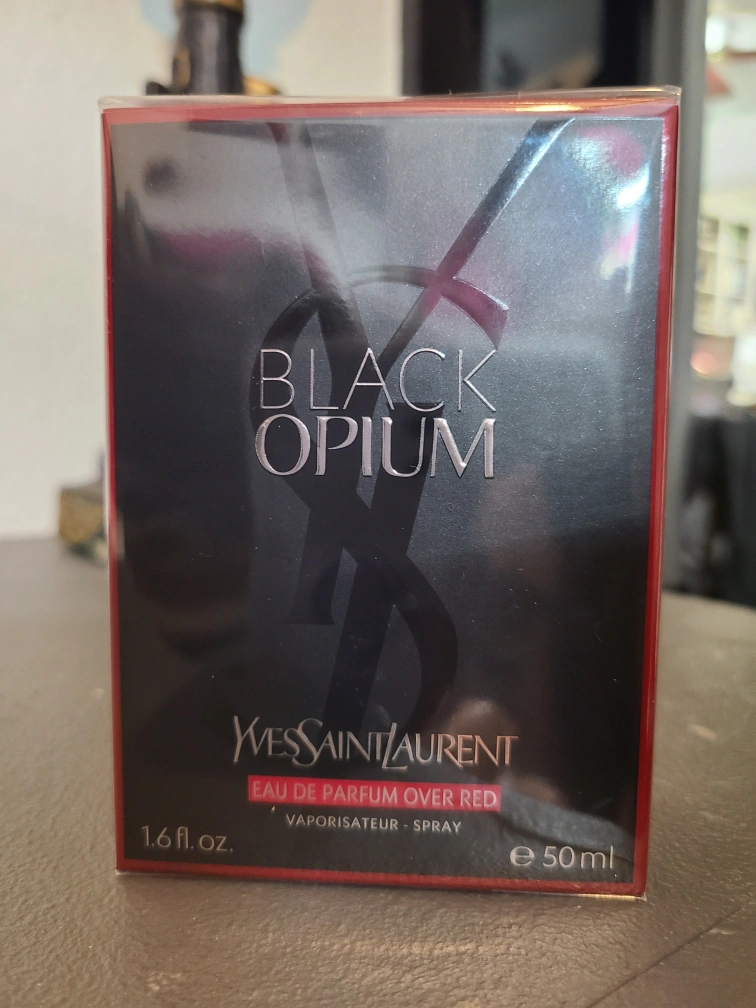 BLACK
OPIUM
YVESSAINTLAURENT
EAU DE PARFUM OVER RED
VAPORISATEUR - SPRAY
1.6 fl. oz. ℮ 50 ml